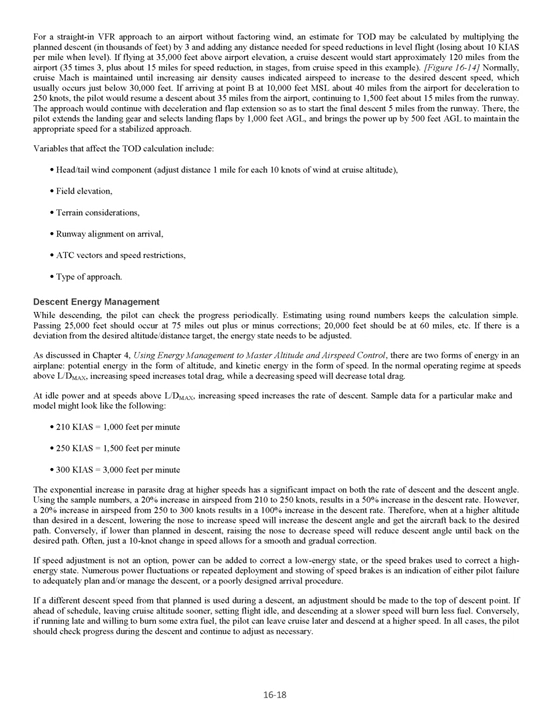 For a straight-in VFR approach to an airport without factoring wind, an estimate for TOD may be calculated by multiplying the
planned descent (in thousands of feet) by 3 and adding any distance needed for speed reductions in level flight (losing about 10 KIAS
per mile when level). If flying at 35,000 feet above airport elevation, a cruise descent would start approximately 120 miles from the
airport (35 times 3, plus about 15 miles for speed reduction, in stages, from cruise speed in this example). [Figure 16-14] Normally,
cruise Mach is maintained until increasing air density causes indicated airspeed to increase to the desired descent speed, which
usually occurs just below 30,000 feet. If arriving at point B at 10,000 feet MSL about 40 miles from the airport for deceleration to
250 knots, the pilot would resume a descent about 35 miles from the airport, continuing to 1,500 feet about 15 miles from the runway.
The approach would continue with deceleration and flap extension so as to start the final descent 5 miles from the runway. There, the
pilot extends the landing gear and selects landing flaps by 1,000 feet AGL, and brings the power up by 500 feet AGL to maintain the
appropriate speed for a stabilized approach.
Variables that affect the TOD calculation include:
• Head/tail wind component (adjust distance 1 mile for each 10 knots of wind at cruise altitude),
• Field elevation,
• Terrain considerations,
• Runway alignment on arrival,
• ATC vectors and speed restrictions,
• Type of approach.
Descent Energy Management
While descending, the pilot can check the progress periodically. Estimating using round numbers keeps the calculation simple.
Passing 25,000 feet should occur at 75 miles out plus or minus corrections; 20,000 feet should be at 60 miles, etc. If there is a
deviation from the desired altitude/distance target, the energy state needs to be adjusted.
As discussed in Chapter 4, Using Energy Management to Master Altitude and Airspeed Control, there are two forms of energy in an
airplane: potential energy in the form of altitude, and kinetic energy in the form of speed. In the normal operating regime at speeds
above L/DMAX, increasing speed increases total drag, while a decreasing speed will decrease total drag.
At idle power and at speeds above L/DMAX, increasing speed increases the rate of descent. Sample data for a particular make and
model might look like the following:
• 210 KIAS = 1,000 feet per minute
• 250 KIAS = 1,500 feet per minute
• 300 KIAS = 3,000 feet per minute
The exponential increase in parasite drag at higher speeds has a significant impact on both the rate of descent and the descent angle.
Using the sample numbers, a 20% increase in airspeed from 210 to 250 knots, results in a 50% increase in the descent rate. However,
a 20% increase in airspeed from 250 to 300 knots results in a 100% increase in the descent rate. Therefore, when at a higher altitude
than desired in a descent, lowering the nose to increase speed will increase the descent angle and get the aircraft back to the desired
path. Conversely, if lower than planned in descent, raising the nose to decrease speed will reduce descent angle until back on the
desired path. Often, just a 10-knot change in speed allows for a smooth and gradual correction.
If speed adjustment is not an option, power can be added to correct a low-energy state, or the speed brakes used to correct a high-
energy state. Numerous power fluctuations or repeated deployment and stowing of speed brakes is an indication of either pilot failure
to adequately plan and/or manage the descent, or a poorly designed arrival procedure.
If a different descent speed from that planned is used during a descent, an adjustment should be made to the top of descent point. If
ahead of schedule, leaving cruise altitude sooner, setting flight idle, and descending at a slower speed will burn less fuel. Conversely,
if running late and willing to burn some extra fuel, the pilot can leave cruise later and descend at a higher speed. In all cases, the pilot
should check progress during the descent and continue to adjust as necessary.
16-18